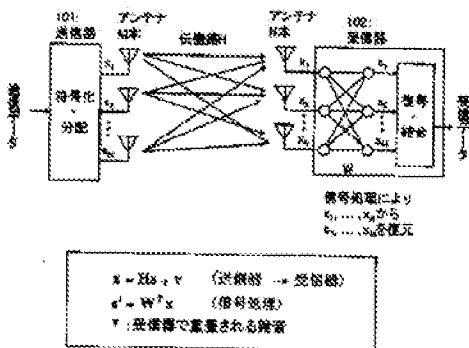 101:
送信器
アンテナ
M本
伝搬路H
アンテナ
N本
102:
受信器
送信データ
符号化
・
分配
復号
・
結合
受信データ
W
信号処理により
x₁, …, x_N から
s₁, …, s_M を復元
x = Hs + v （送信器 → 受信器）
s' = W^T x （信号処理）
v : 受信器で重畳される雑音